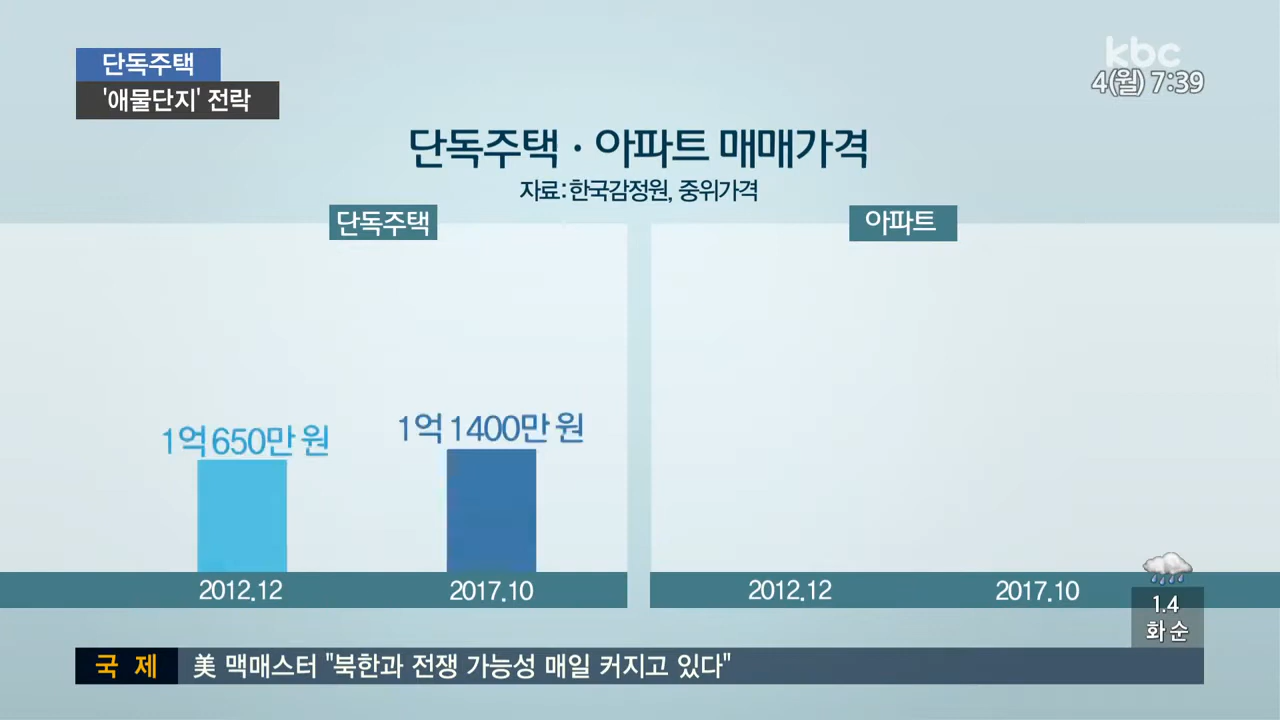 단독주택
'애물단지' 전락
kbc
4(월) 7:39
단독주택 · 아파트 매매가격
자료:한국감정원, 중위가격
단독주택
아파트
1억 650만 원
1억 1400만 원
2012.12
2017.10
2012.12
2017.10
1.4
화순
국 제
美 맥매스터 "북한과 전쟁 가능성 매일 커지고 있다"